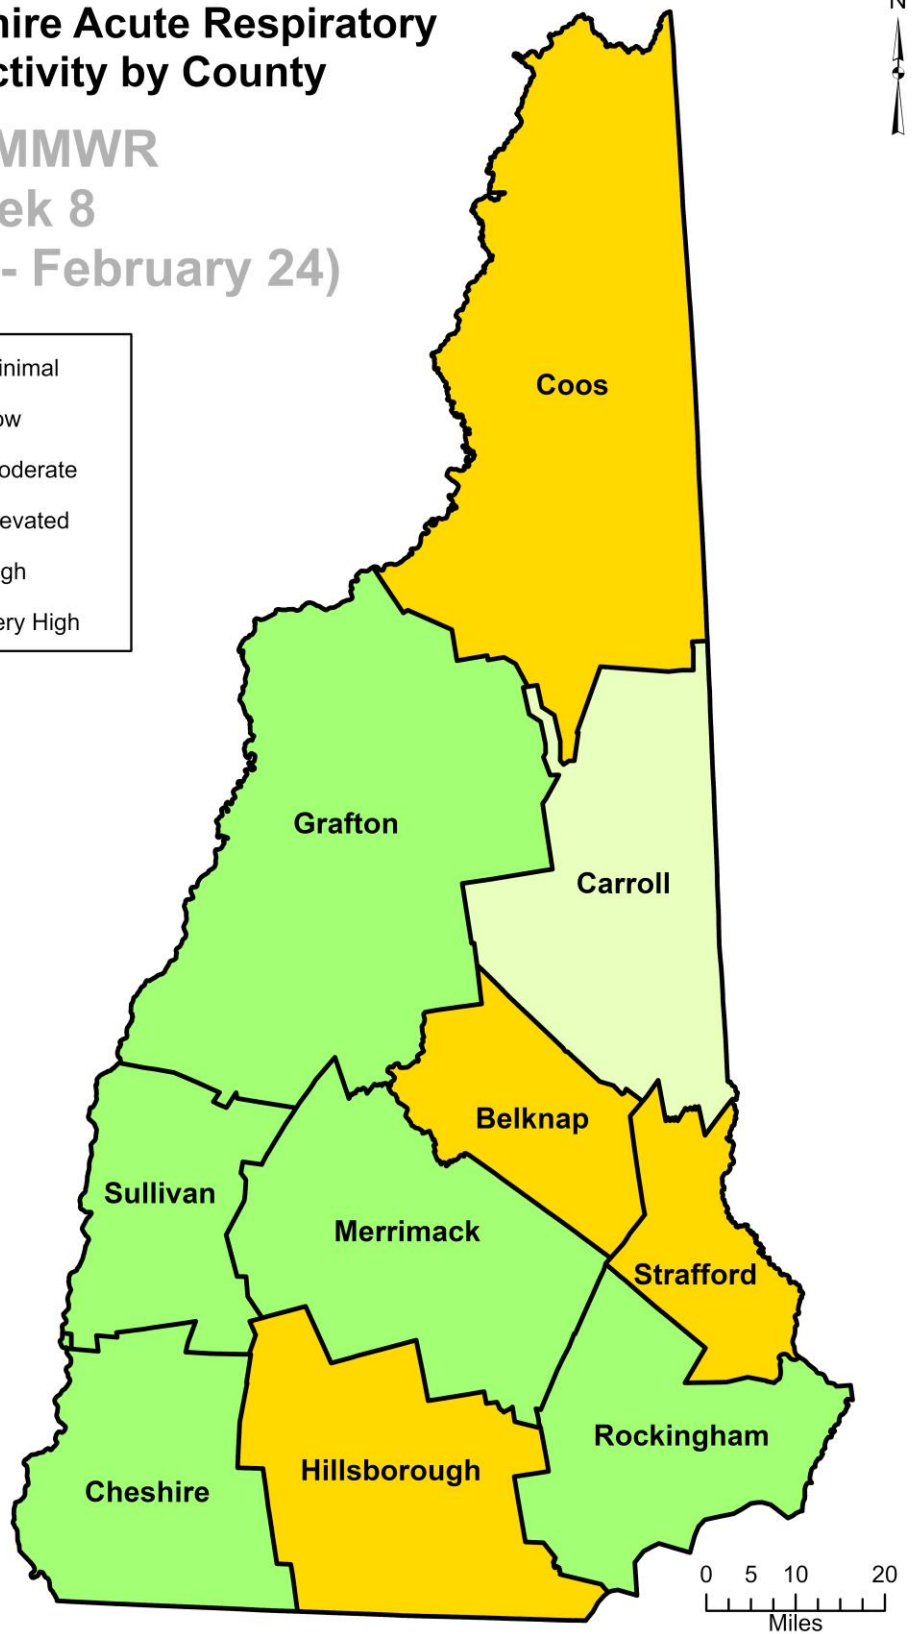 hire Acute Respiratory
ctivity by County
N
MMWR
ek 8
- February 24)
inimal
ow
oderate
evated
gh
ery High
Coos
Grafton
Carroll
Belknap
Sullivan
Merrimack
Strafford
Rockingham
Hillsborough
Cheshire
0 5 10 20
Miles